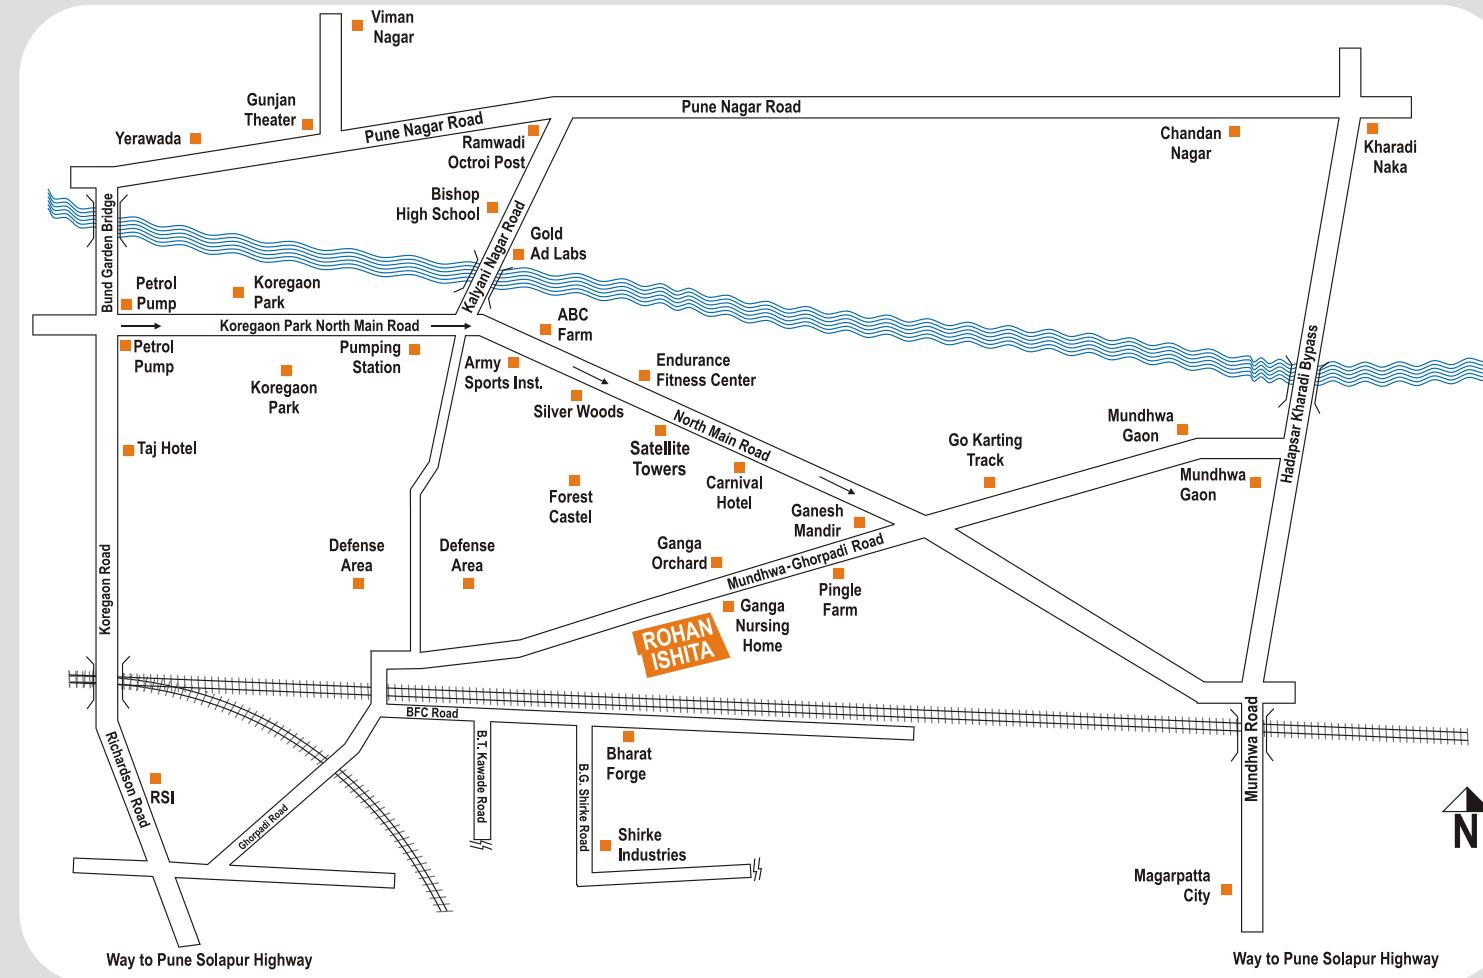 Viman
Nagar
Gunjan
Theater
Yerawada
Pune Nagar Road
Pune Nagar Road
Ramwadi
Octroi Post
Chandan
Nagar
Kharadi
Naka
Bishop
High School
Bund Garden Bridge
Kalyani Nagar Road
Gold
Ad Labs
Petrol
Pump
Koregaon
Park
Koregaon Park North Main Road
ABC
Farm
Petrol
Pump
Koregaon
Park
Pumping
Station
Army
Sports Inst.
Endurance
Fitness Center
Silver Woods
North Main Road
Hadapsar Kharadi Bypass
Taj Hotel
Satellite
Towers
Mundhwa
Gaon
Go Karting
Track
Carnival
Hotel
Mundhwa
Gaon
Forest
Castel
Ganesh
Mandir
Defense
Area
Defense
Area
Ganga
Orchard
Mundhwa-Ghorpadi Road
Koregaon Road
Pingle
Farm
Ganga
Nursing
Home
ROHAN
ISHITA
BFC Road
Mundhwa Road
Richardson Road
B.T. Kawade Road
B.G. Shirke Road
Bharat
Forge
RSI
Ghorpadi Road
Shirke
Industries
N
Magarpatta
City
Way to Pune Solapur Highway
Way to Pune Solapur Highway